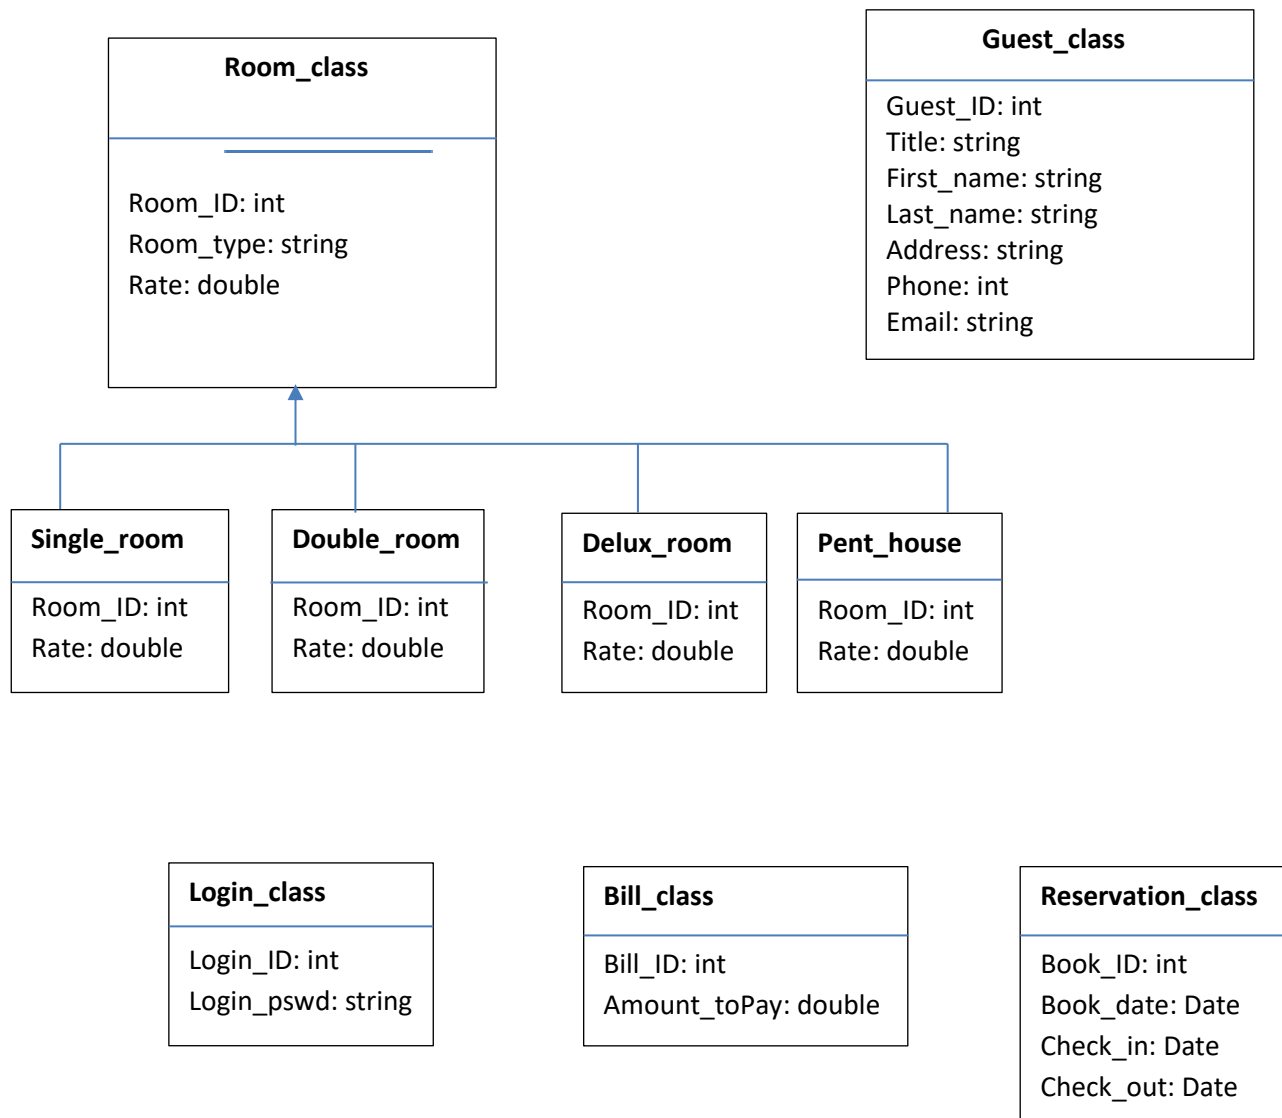 Room_class
Room_ID: int
Room_type: string
Rate: double
Guest_class
Guest_ID: int
Title: string
First_name: string
Last_name: string
Address: string
Phone: int
Email: string
Single_room
Room_ID: int
Rate: double
Double_room
Room_ID: int
Rate: double
Delux_room
Room_ID: int
Rate: double
Pent_house
Room_ID: int
Rate: double
Login_class
Login_ID: int
Login_pswd: string
Bill_class
Bill_ID: int
Amount_toPay: double
Reservation_class
Book_ID: int
Book_date: Date
Check_in: Date
Check_out: Date